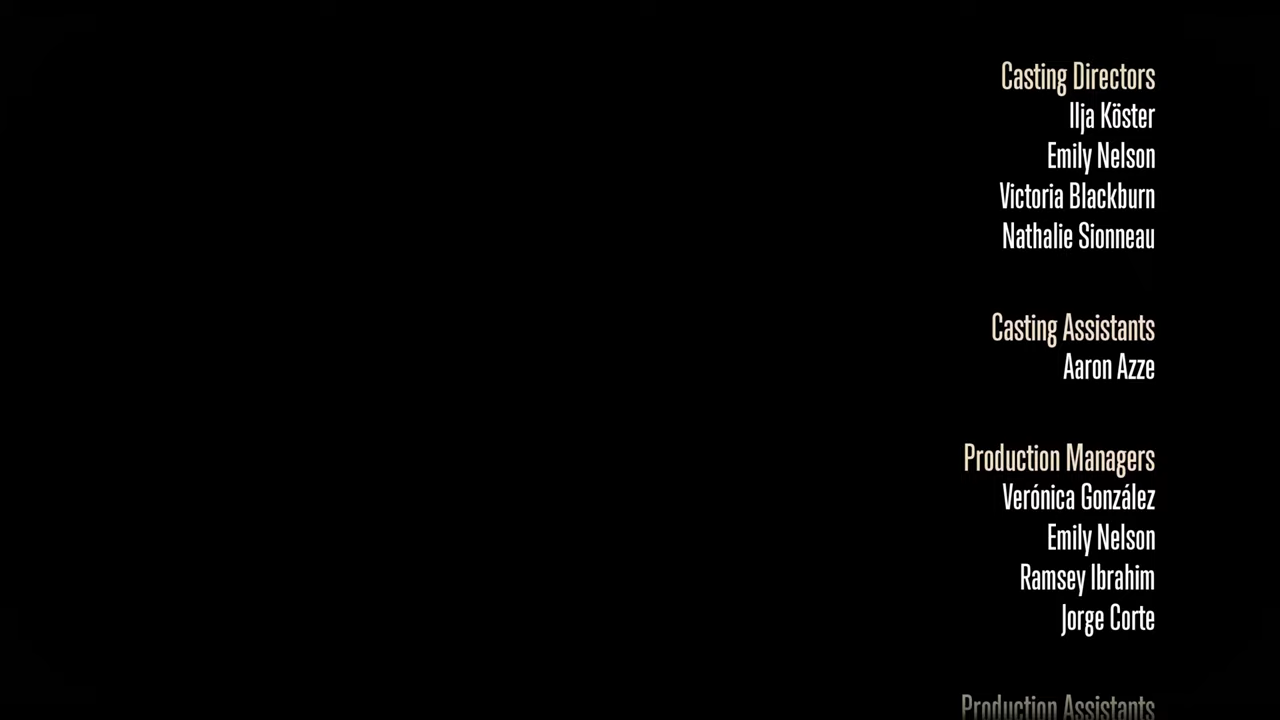 Casting Directors
Ilja Köster
Emily Nelson
Victoria Blackburn
Nathalie Sionneau
Casting Assistants
Aaron Azze
Production Managers
Verónica González
Emily Nelson
Ramsey Ibrahim
Jorge Corte
Production Assistants